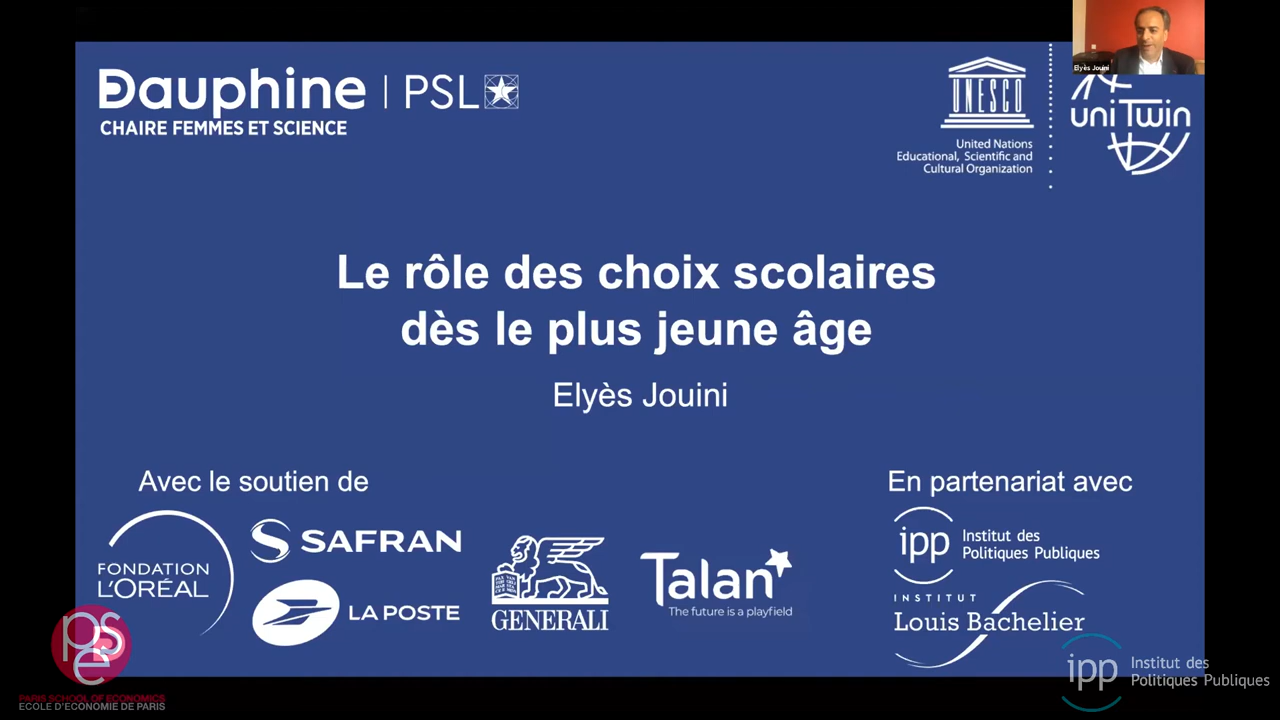 Dauphine | PSL
CHAIRE FEMMES ET SCIENCE
UNESCO
United Nations
Educational, Scientific and
Cultural Organization
uniTwin
Elyès Jouini
Le rôle des choix scolaires
dès le plus jeune âge
Elyès Jouini
Avec le soutien de
En partenariat avec
FONDATION
L'ORÉAL
SAFRAN
LA POSTE
GENERALI
Talan
The future is a playfield
ipp
Institut des
Politiques Publiques
INSTITUT
Louis Bachelier
pse
PARIS SCHOOL OF ECONOMICS
ECOLE D'ECONOMIE DE PARIS
ipp
Institut des
Politiques Publiques